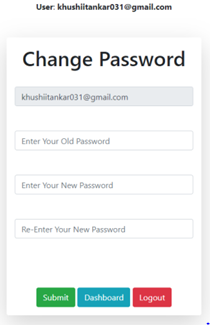 User: khushiitankar031@gmail.com
Change Password
khushiitankar031@gmail.com
Enter Your Old Password
Enter Your New Password
Re-Enter Your New Password
Submit Dashboard Logout